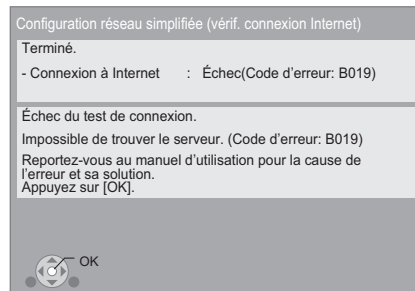 Configuration réseau simplifiée (vérif. connexion Internet)
Terminé.
- Connexion à Internet : Échec(Code d'erreur: B019)
Échec du test de connexion.
Impossible de trouver le serveur. (Code d'erreur: B019)
Reportez-vous au manuel d'utilisation pour la cause de
l'erreur et sa solution.
Appuyez sur [OK].
OK